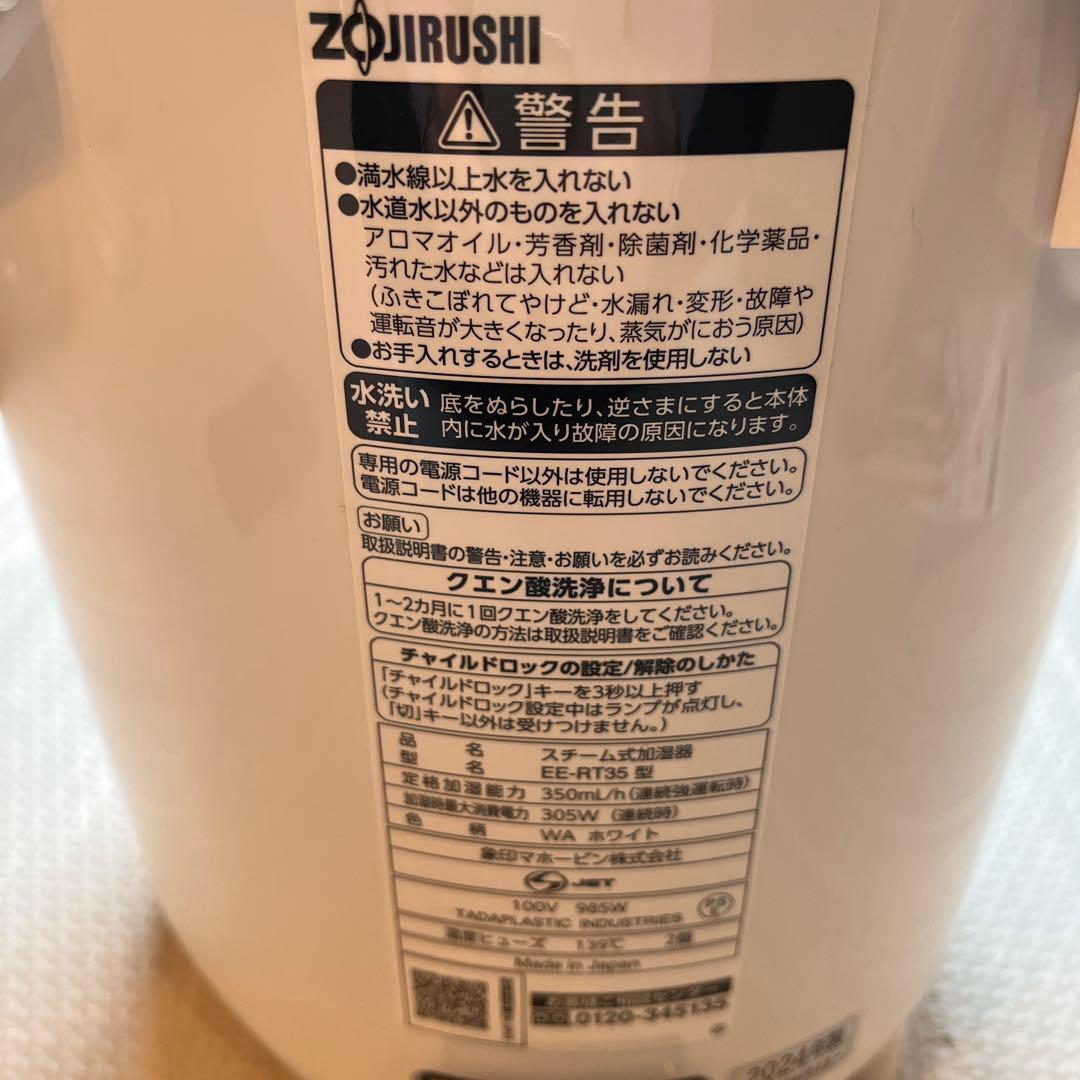 ZOJIRUSHI
警告
●満水線以上水を入れない
●水道水以外のものを入れない
アロマオイル・芳香剤・除菌剤・化学薬品・
汚れた水などは入れない
(ふきこぼれてやけど・水漏れ・変形・故障や
運転音が大きくなったり、蒸気がにおう原因)
●お手入れするときは、洗剤を使用しない
水洗い
禁止
底をぬらしたり、逆さまにすると本体
内に水が入り故障の原因になります。
専用の電源コード以外は使用しないでください。
電源コードは他の機器に転用しないでください。
お願い
取扱説明書の警告・注意・お願いを必ずお読みください。
クエン酸洗浄について
1~2カ月に1回クエン酸洗浄をしてください。
クエン酸洗浄の方法は取扱説明書をご確認ください。
チャイルドロックの設定/解除のしかた
「チャイルドロック」キーを3秒以上押す
(チャイルドロック設定中はランプが点灯し、
「切」キー以外は受けつけません。)
品名 スチーム式加湿器
型名 EE-RT35 型
定格加湿能力 350mL/h(連続強運転時)
加湿時最大消費電力 305W (連続時)
色柄 WA ホワイト
象印マホービン株式会社
JET
100V 985W
PS E
TADAPLASTIC INDUSTRIES
温度ヒューズ 139℃ 2個
Made in Japan
お客様ご相談センター
0120-345135
2024年製